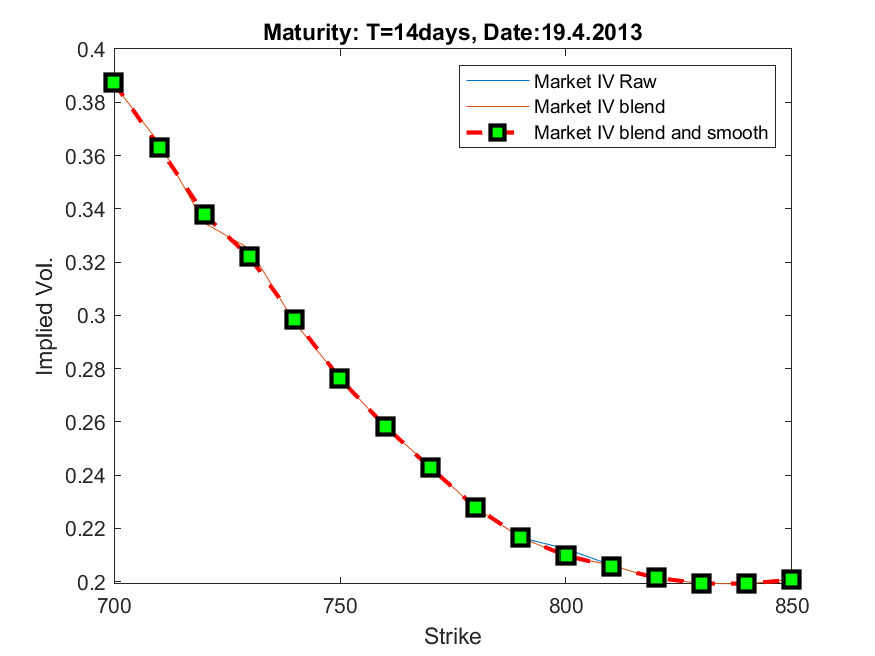 Maturity: T=14days, Date:19.4.2013
0.4
0.38
0.36
0.34
0.32
0.3
0.28
0.26
0.24
0.22
0.2
Implied Vol.
Market IV Raw
Market IV blend
Market IV blend and smooth
700
750
800
850
Strike